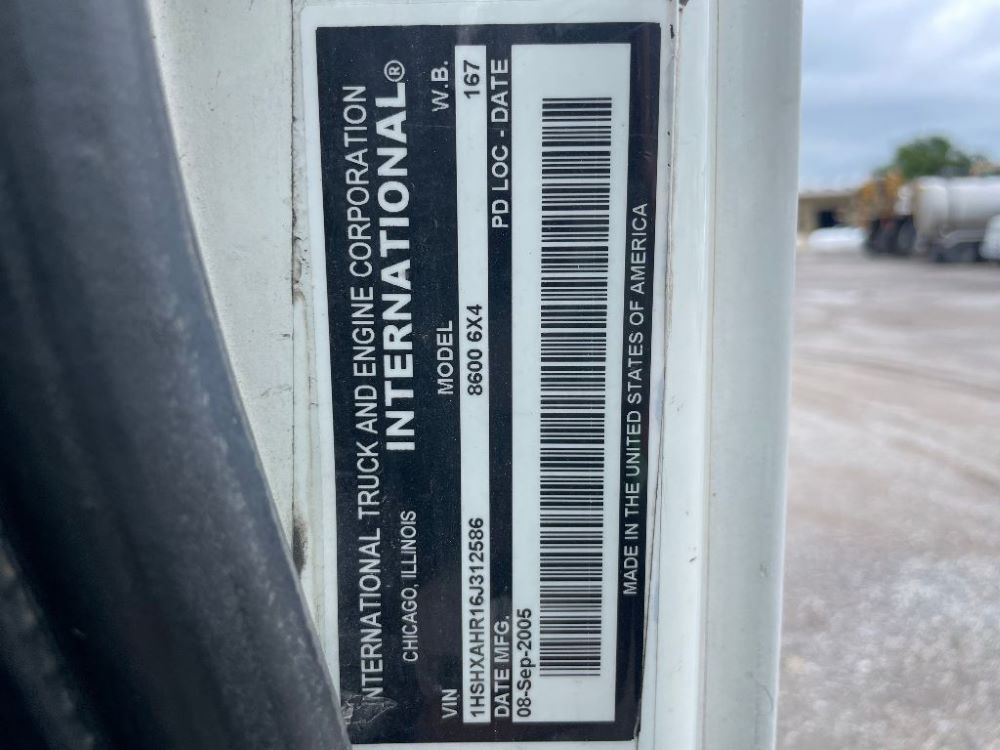 INTERNATIONAL TRUCK AND ENGINE CORPORATION
CHICAGO, ILLINOIS INTERNATIONAL®
VIN MODEL W.B.
1HSHXAHR16J312586 8600 6X4 167
DATE MFG. PD LOC - DATE
08-Sep-2005
MADE IN THE UNITED STATES OF AMERICA